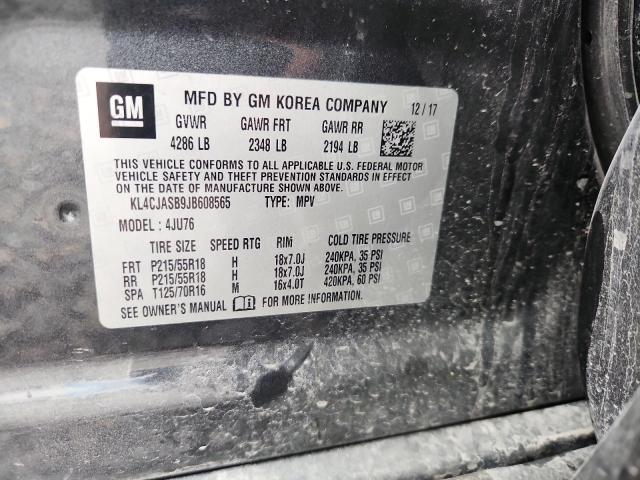 GM MFD BY GM KOREA COMPANY 12/17
GVWR GAWR FRT GAWR RR
4286 LB 2348 LB 2194 LB
THIS VEHICLE CONFORMS TO ALL APPLICABLE U.S. FEDERAL MOTOR
VEHICLE SAFETY AND THEFT PREVENTION STANDARDS IN EFFECT ON
THE DATE OF MANUFACTURE SHOWN ABOVE.
KL4CJASB9JB608565 TYPE: MPV
MODEL: 4JU76
TIRE SIZE SPEED RTG RIM COLD TIRE PRESSURE
FRT P215/55R18 H 18x7.0J 240KPA, 35 PSI
RR P215/55R18 H 18x7.0J 240KPA, 35 PSI
SPA T125/70R16 M 16x4.0T 420KPA, 60 PSI
SEE OWNER'S MANUAL FOR MORE INFORMATION.